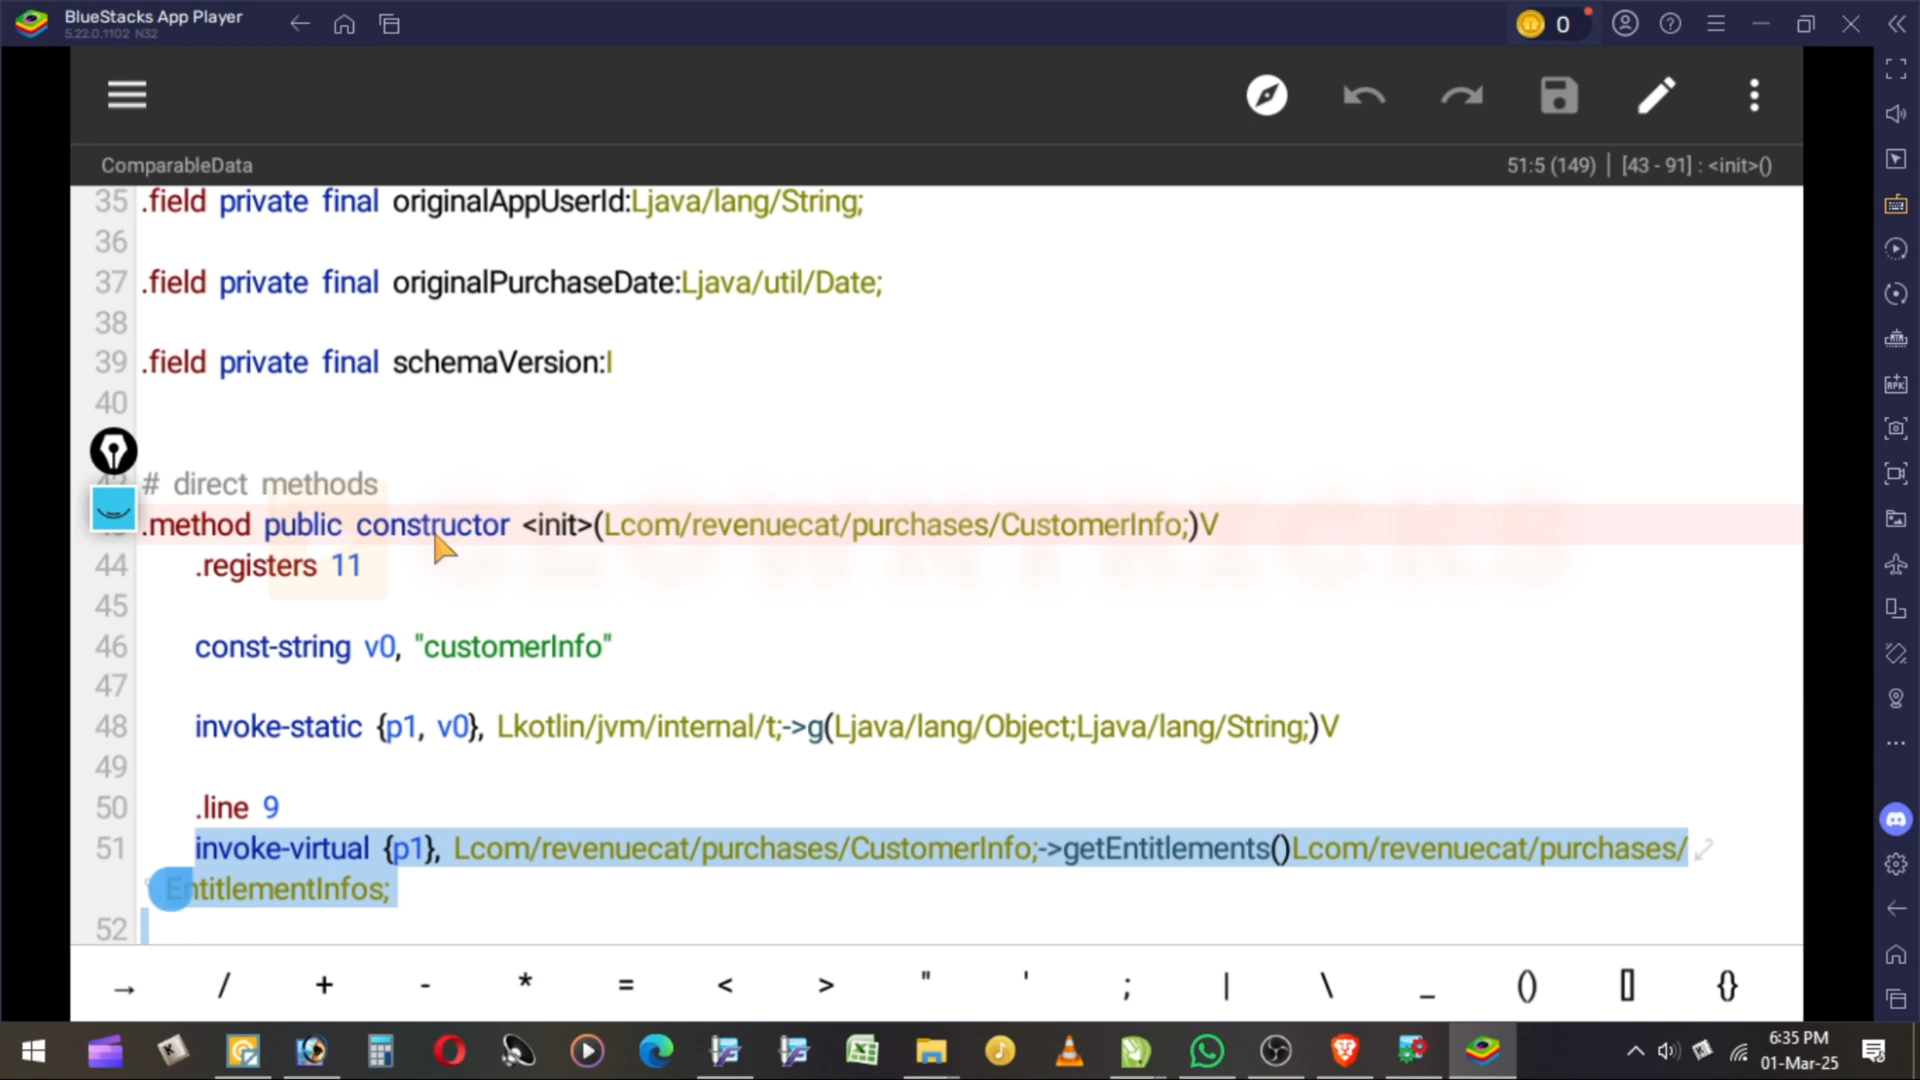 BlueStacks App Player
5.22.0.1102 N32
0
ComparableData
51:5 (149) | [43 - 91] : <init>()
35 .field private final originalAppUserId:Ljava/lang/String;
36
37 .field private final originalPurchaseDate:Ljava/util/Date;
38
39 .field private final schemaVersion:I
40
42 # direct methods
.method public constructor <init>(Lcom/revenuecat/purchases/CustomerInfo;)V
44 .registers 11
45
46 const-string v0, "customerInfo"
47
48 invoke-static {p1, v0}, Lkotlin/jvm/internal/t;->g(Ljava/lang/Object;Ljava/lang/String;)V
49
50 .line 9
51 invoke-virtual {p1}, Lcom/revenuecat/purchases/CustomerInfo;->getEntitlements()Lcom/revenuecat/purchases/
EntitlementInfos;
52
→ / + - * = < > " ' ; | \ _ () [] {}
6:35 PM
01-Mar-25